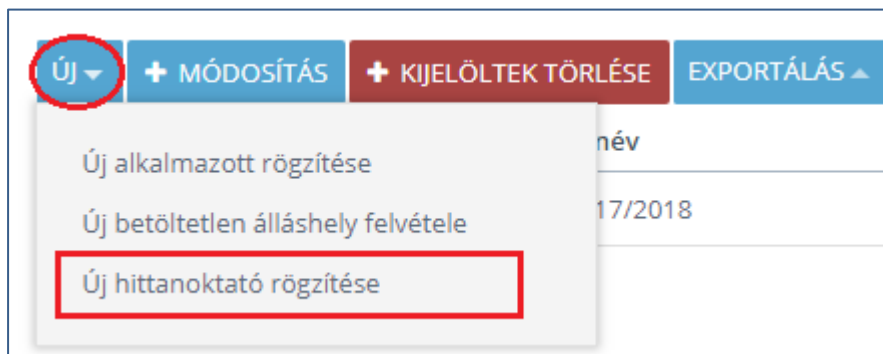 ÚJ MÓDOSÍTÁS KIJELÖLTEK TÖRLÉSE EXPORTÁLÁS
név
Új alkalmazott rögzítése
17/2018
Új betöltetlen álláshely felvétele
Új hittanoktató rögzítése